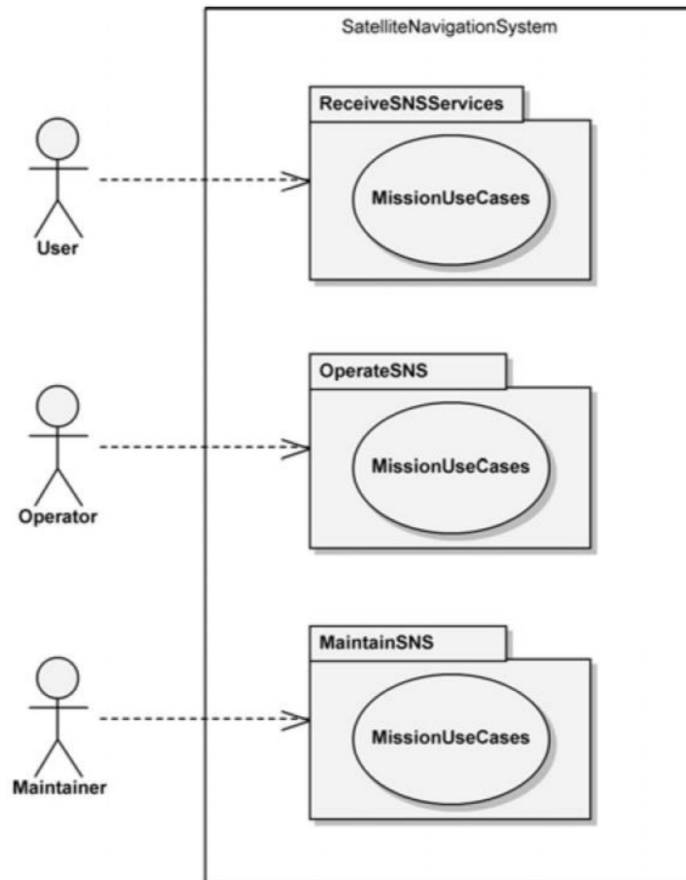 SatelliteNavigationSystem
ReceiveSNSServices
MissionUseCases
User
OperateSNS
MissionUseCases
Operator
MaintainSNS
MissionUseCases
Maintainer